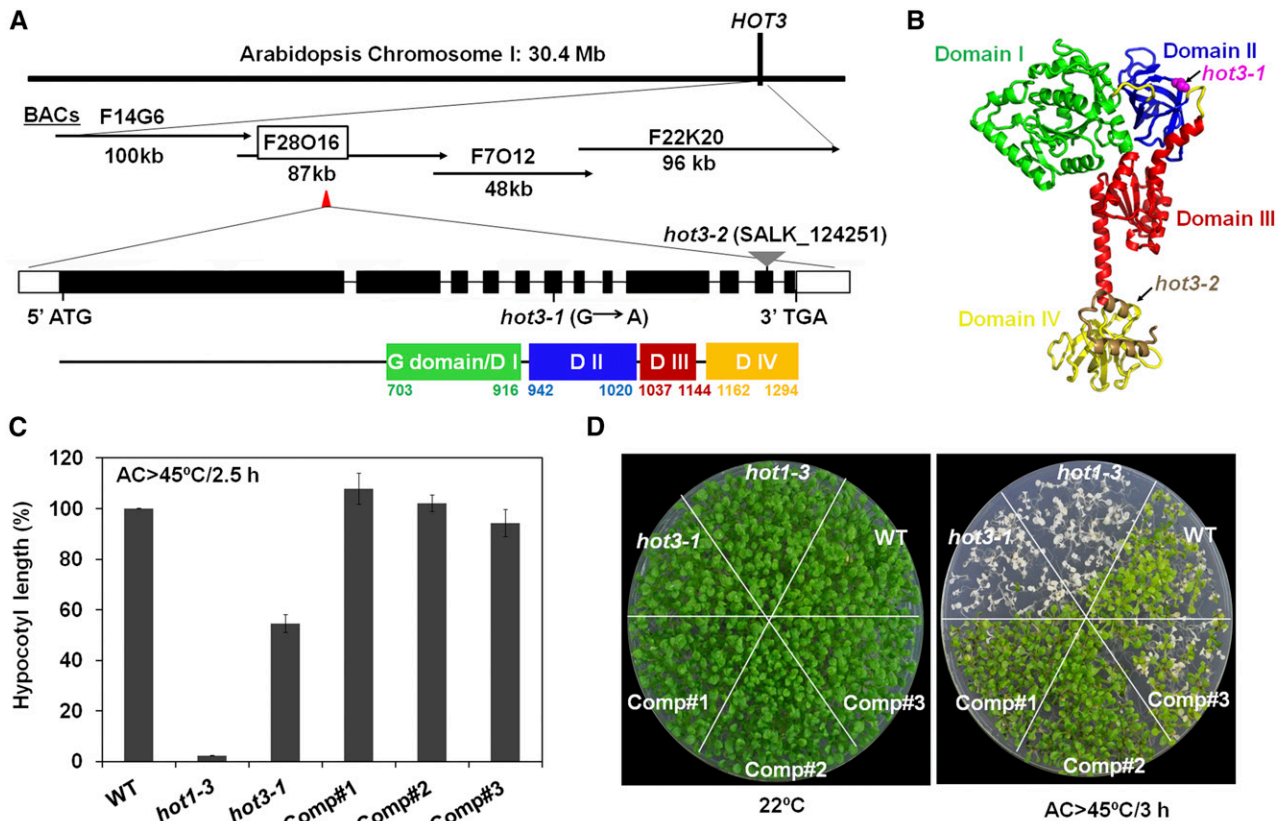 A
HOT3
Arabidopsis Chromosome I: 30.4 Mb
BACs
F14G6
100kb
F28O16
87kb
F7O12
48kb
F22K20
96 kb
hot3-2 (SALK_124251)
5' ATG
hot3-1 (G→A)
3' TGA
G domain/D I
D II
D III
D IV
703 916 942 1020 1037 1144 1162 1294
B
Domain I
Domain II
hot3-1
Domain III
hot3-2
Domain IV
C
AC>45ºC/2.5 h
Hypocotyl length (%)
120
100
80
60
40
20
0
WT
hot1-3
hot3-1
Comp#1
Comp#2
Comp#3
D
hot1-3
hot3-1
WT
Comp#1
Comp#3
Comp#2
22ºC
hot1-3
hot3-1
WT
Comp#1
Comp#3
Comp#2
AC>45ºC/3 h